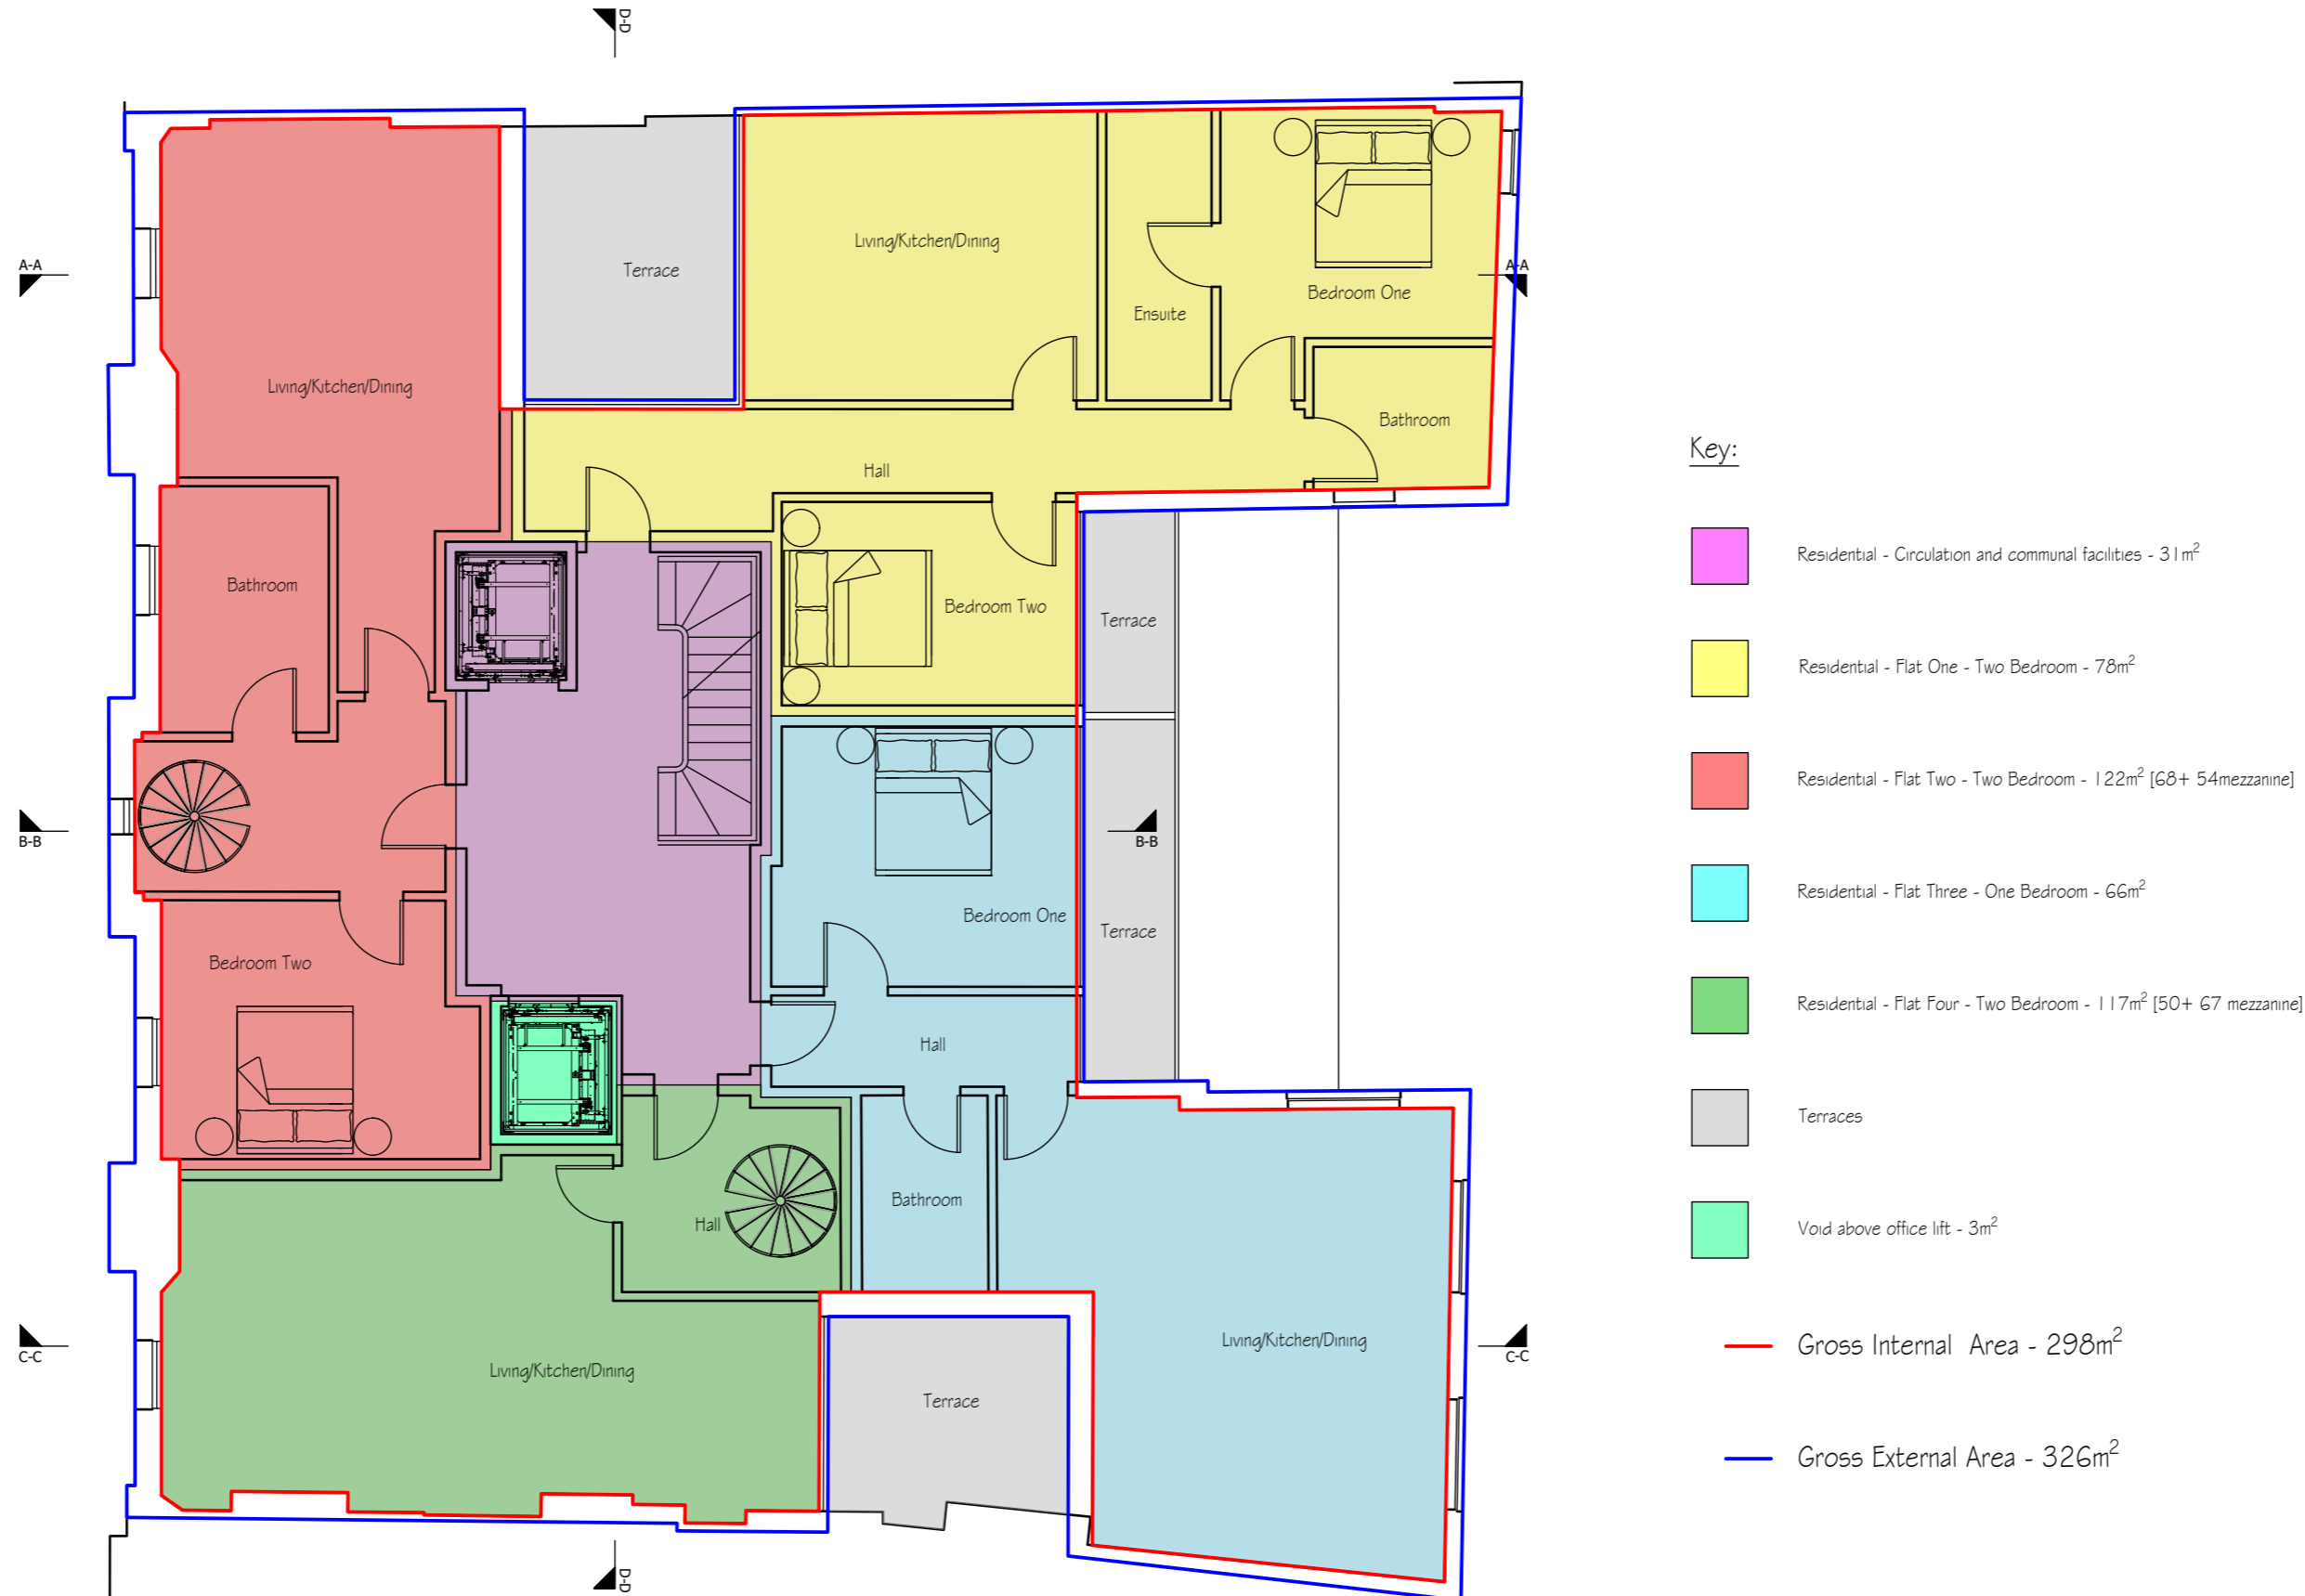 D-D
A-A
A-A
Living/Kitchen/Dining
Terrace
Living/Kitchen/Dining
Ensuite
Bedroom One
Bathroom
Hall
Bathroom
Bedroom Two
Terrace
B-B
B-B
Bedroom Two
Bedroom One
Terrace
Hall
Hall
Bathroom
C-C
C-C
Living/Kitchen/Dining
Terrace
Living/Kitchen/Dining
D-D
Key:
Residential - Circulation and communal facilities - 31m²
Residential - Flat One - Two Bedroom - 78m²
Residential - Flat Two - Two Bedroom - 122m² [68+ 54mezzanine]
Residential - Flat Three - One Bedroom - 66m²
Residential - Flat Four - Two Bedroom - 117m² [50+ 67 mezzanine]
Terraces
Void above office lift - 3m²
Gross Internal Area - 298m²
Gross External Area - 326m²